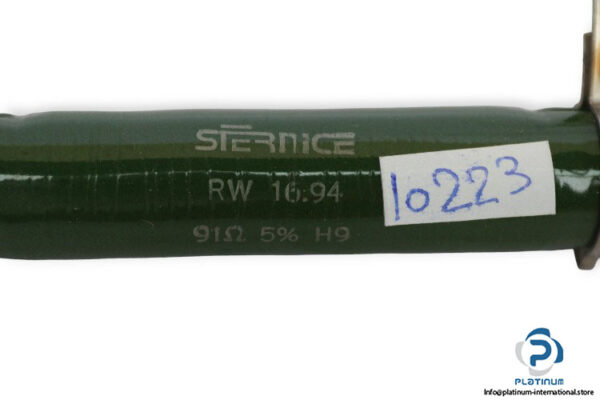 STERNICE
RW 16.94
91Ω 5% H9
10223
P
PLATINUM
Info@platinum-international.store